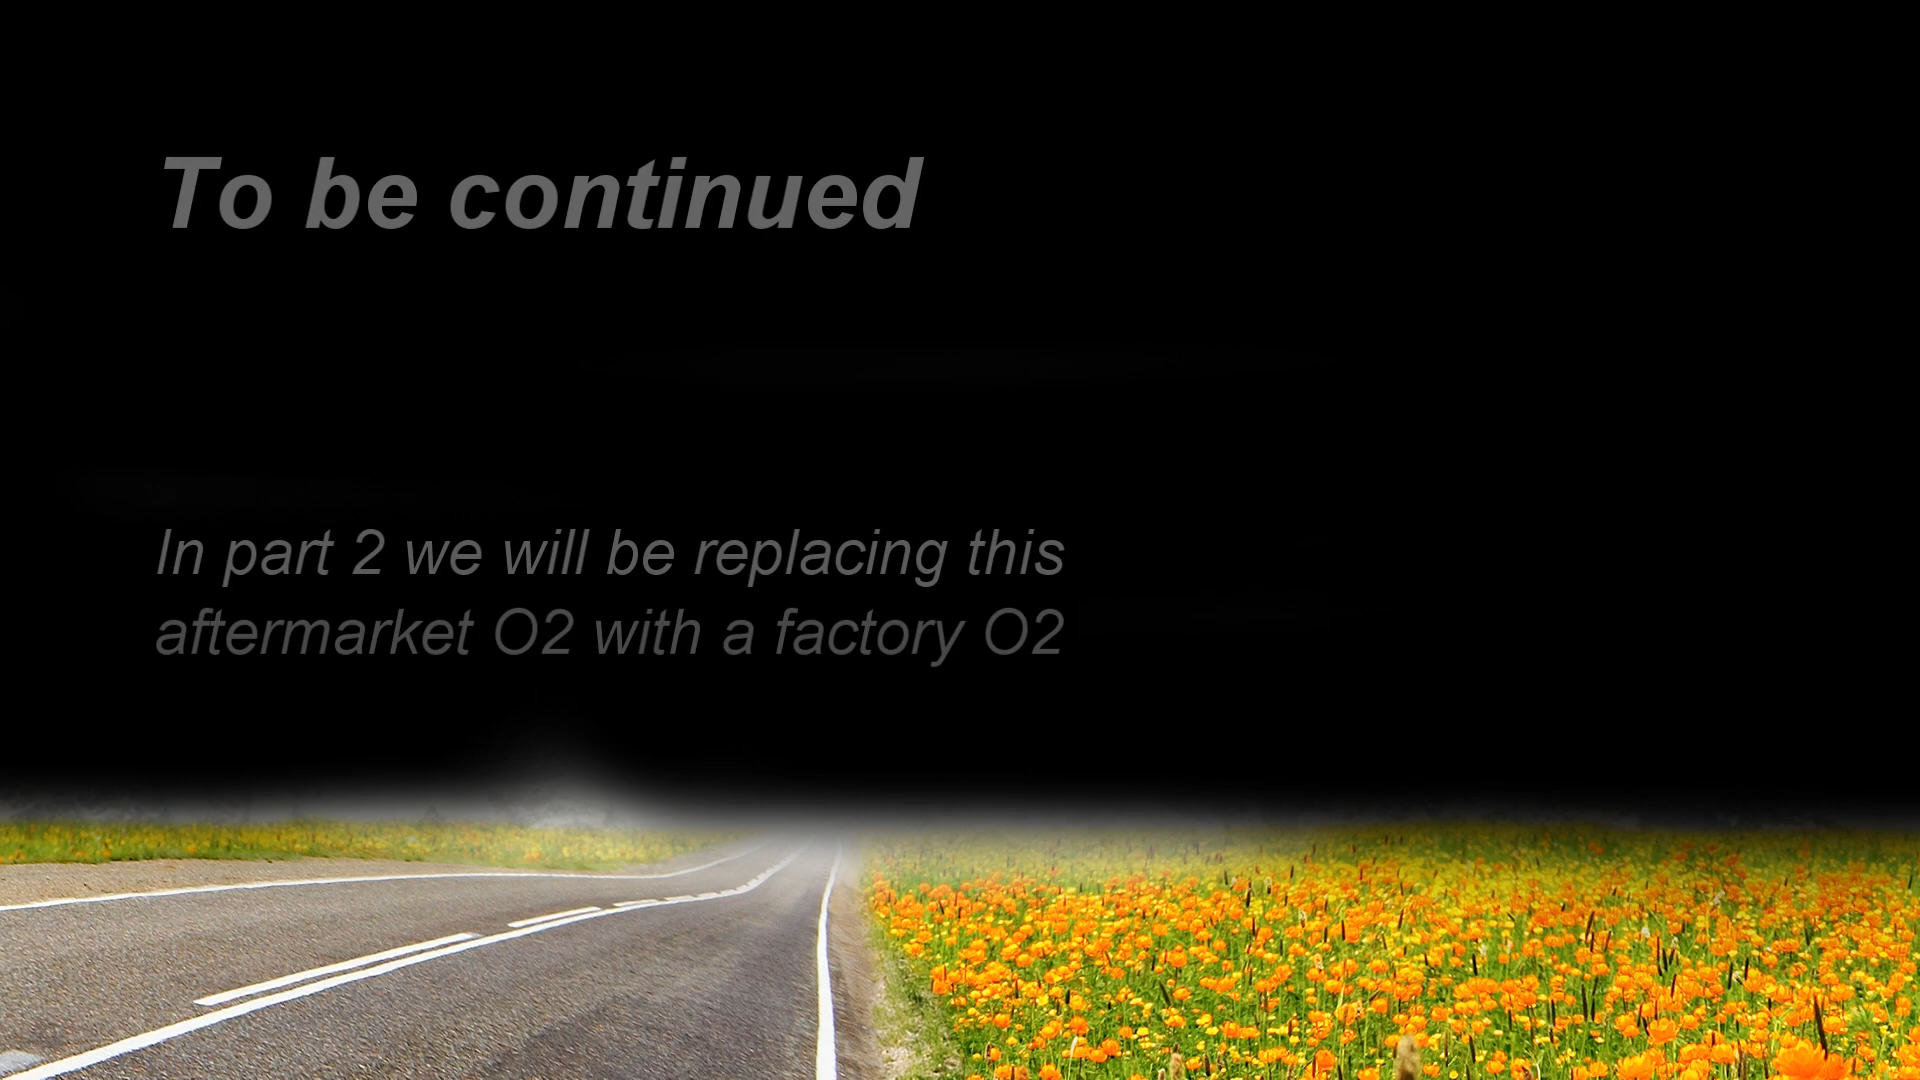 To be continued
In part 2 we will be replacing this
aftermarket O2 with a factory O2